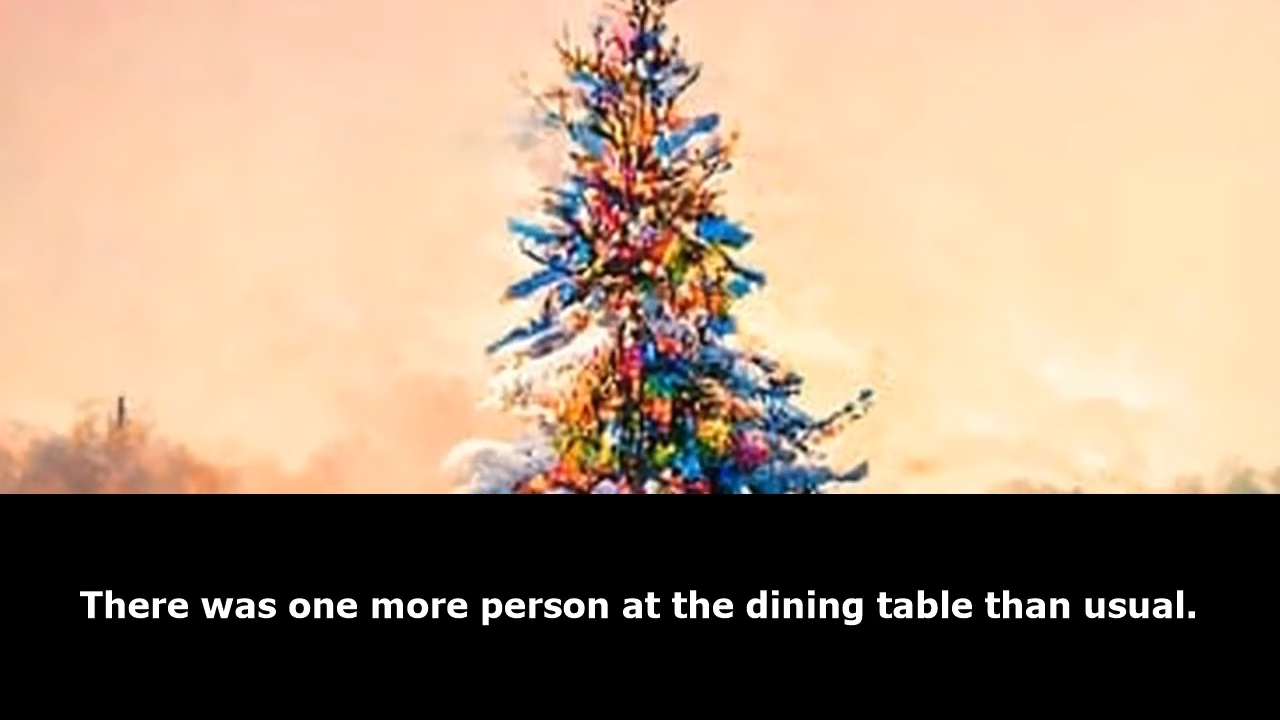 There was one more person at the dining table than usual.